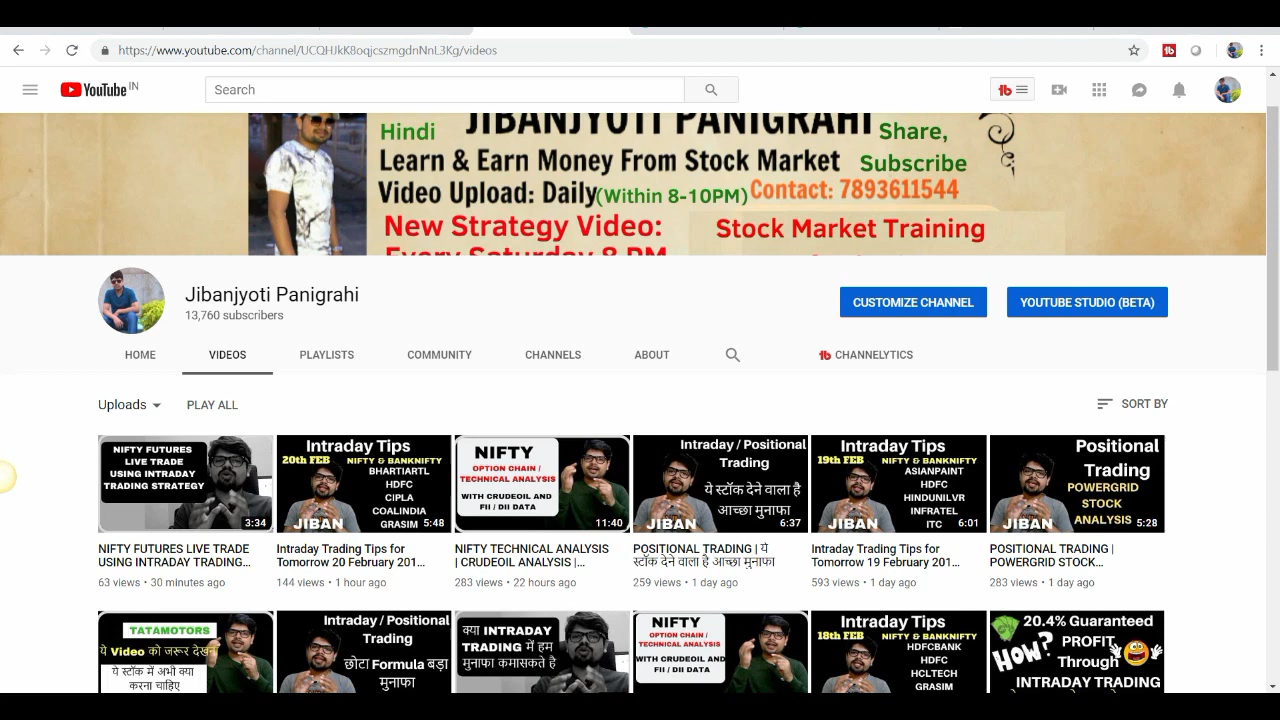 https://www.youtube.com/channel/UCQHJkK8oqjcszmgdnNnL3Kg/videos
YouTube IN
Search
Hindi
JIBANJYOTI PANIGRAHI
Share,
Learn & Earn Money From Stock Market
Subscribe
Video Upload: Daily(Within 8-10PM)
Contact: 7893611544
New Strategy Video:
Stock Market Training
Every Saturday 8 PM
Jibanjyoti Panigrahi
13,760 subscribers
CUSTOMIZE CHANNEL
YOUTUBE STUDIO (BETA)
HOME
VIDEOS
PLAYLISTS
COMMUNITY
CHANNELS
ABOUT
CHANNELYTICS
Uploads
PLAY ALL
SORT BY
NIFTY FUTURES
LIVE TRADE
USING INTRADAY
TRADING STRATEGY
3:34
NIFTY FUTURES LIVE TRADE
USING INTRADAY TRADING...
63 views • 30 minutes ago
Intraday Tips
20th FEB NIFTY & BANKNIFTY
BHARTIARTL
HDFC
CIPLA
COALINDIA
GRASIM
JIBAN
5:48
Intraday Trading Tips for
Tomorrow 20 February 201...
144 views • 1 hour ago
NIFTY
OPTION CHAIN /
TECHNICAL ANALYSIS
WITH CRUDEOIL AND
FII / DII DATA
11:40
NIFTY TECHNICAL ANALYSIS
| CRUDEOIL ANALYSIS |...
283 views • 22 hours ago
Intraday / Positional
Trading
ये स्टॉक देने वाला है
आच्छा मुनाफा
JIBAN
6:37
POSITIONAL TRADING | ये
स्टॉक देने वाला है आच्छा मुनाफा
259 views • 1 day ago
Intraday Tips
19th FEB NIFTY & BANKNIFTY
ASIANPAINT
HDFC
HINDUNILVR
INFRATEL
ITC
JIBAN
6:01
Intraday Trading Tips for
Tomorrow 19 February 201...
593 views • 1 day ago
Positional
Trading
POWERGRID
STOCK
ANALYSIS
JIBAN
5:28
POSITIONAL TRADING |
POWERGRID STOCK...
283 views • 1 day ago
TATAMOTORS
ये Video को जरूर देखन
ये स्टॉक में अभी क्या
करना चाहिए
Intraday / Positional
Trading
छोटा Formula बड़ा
मुनाफा
क्या INTRADAY
TRADING में हम
मुनाफा कमासकते है
NIFTY
OPTION CHAIN /
TECHNICAL ANALYSIS
WITH CRUDEOIL AND
FII / DII DATA
Intraday Tips
18th FEB NIFTY & BANKNIFTY
HDFCBANK
HDFC
HCLTECH
GRASIM
20.4% Guaranteed
PROFIT
HOW?
Through
INTRADAY TRADING